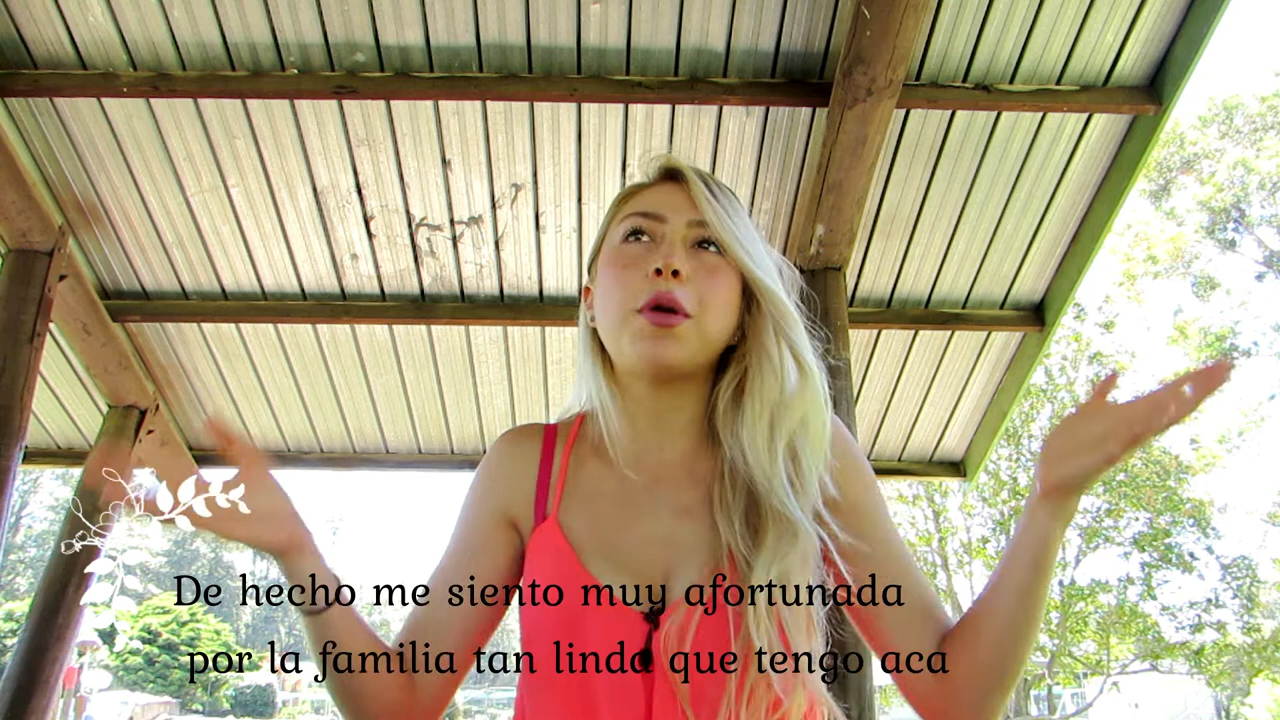 De hecho me siento muy afortunada
por la familia tan linda que tengo aca